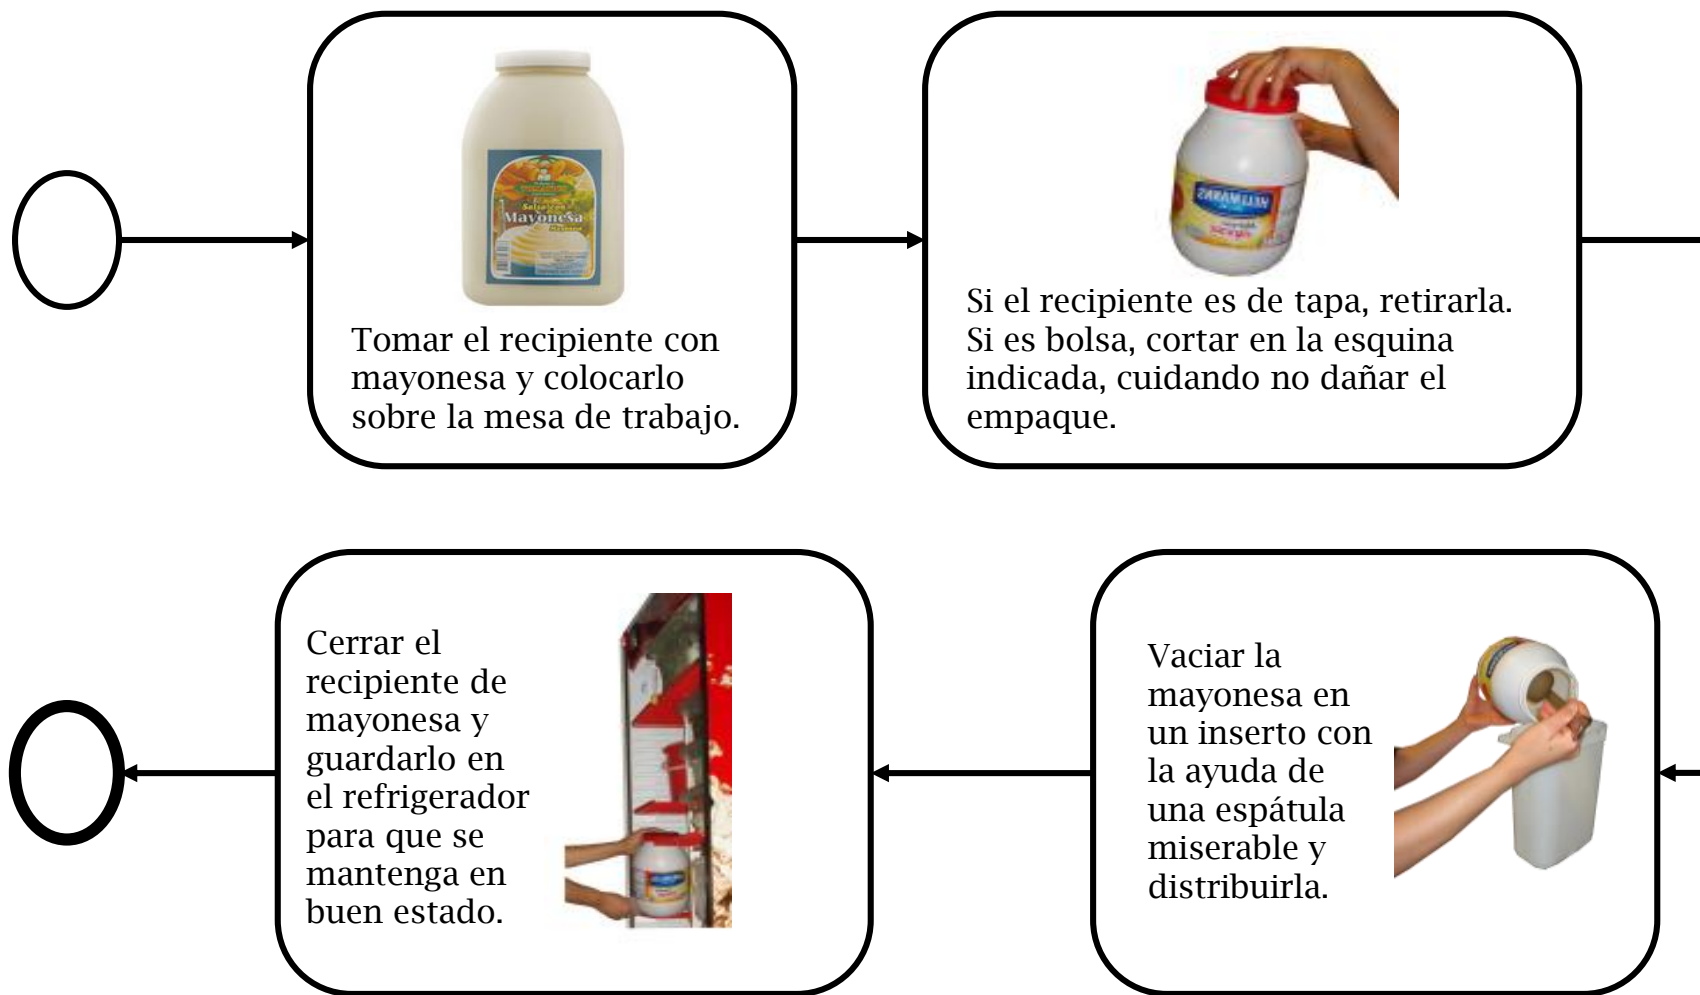 Salsa con
Mayonesa
Tomar el recipiente con
mayonesa y colocarlo
sobre la mesa de trabajo.
Si el recipiente es de tapa, retirarla.
Si es bolsa, cortar en la esquina
indicada, cuidando no dañar el
empaque.
Cerrar el
recipiente de
mayonesa y
guardarlo en
el refrigerador
para que se
mantenga en
buen estado.
Vaciar la
mayonesa en
un inserto con
la ayuda de
una espátula
miserable y
distribuirla.